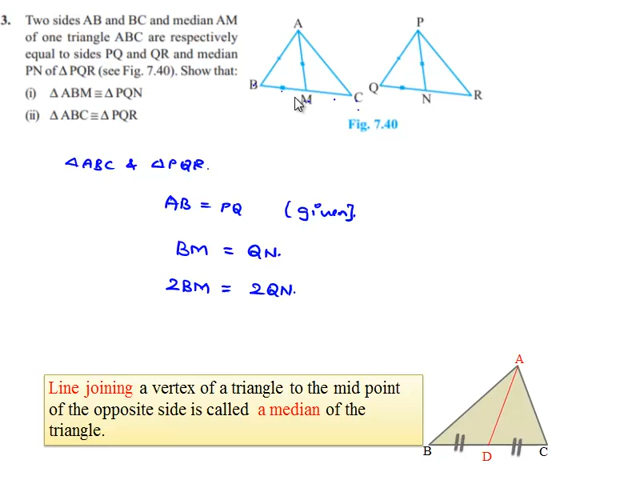 3. Two sides AB and BC and median AM
of one triangle ABC are respectively
equal to sides PQ and QR and median
PN of Δ PQR (see Fig. 7.40). Show that:
(i) Δ ABM ≅ Δ PQN
(ii) Δ ABC ≅ Δ PQR
A
B
M
C
P
Q
N
R
Fig. 7.40
Δ ABC & Δ PQR.
AB = PQ (given].
BM = QN.
2BM = 2QN.
Line joining a vertex of a triangle to the mid point
of the opposite side is called a median of the
triangle.
A
B
D
C